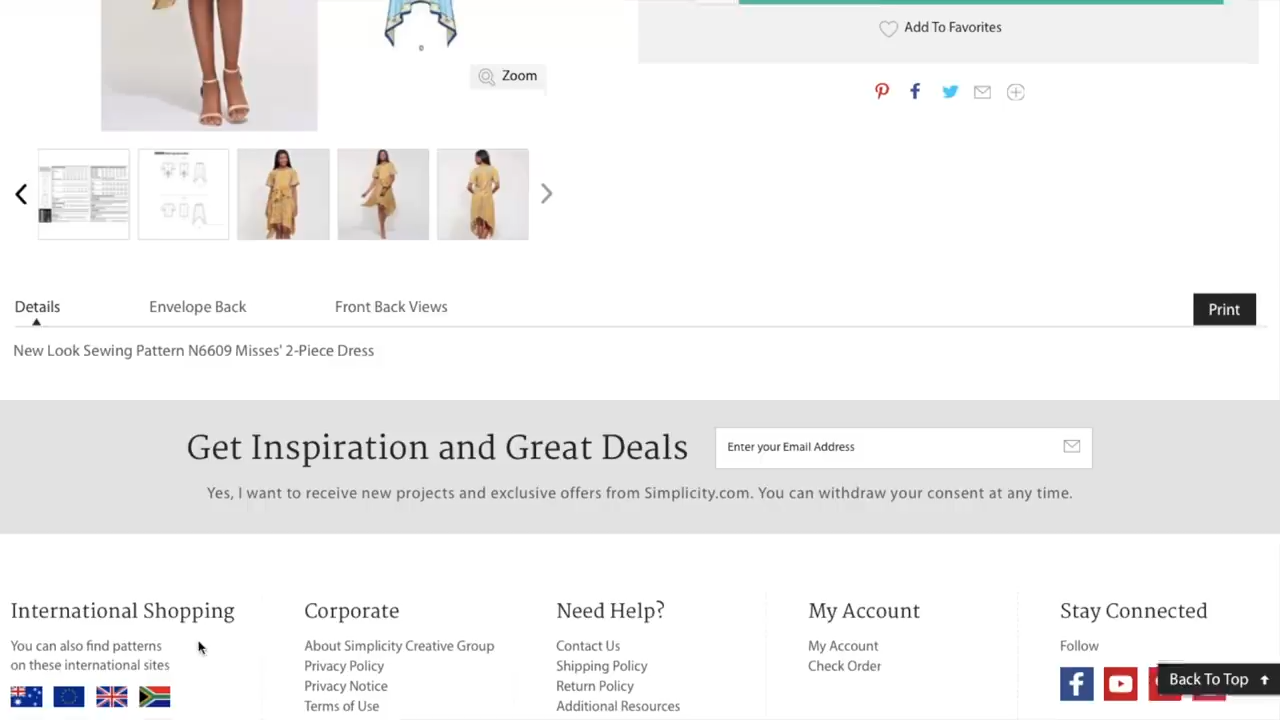 Add To Favorites
Zoom
Details
Envelope Back
Front Back Views
Print
New Look Sewing Pattern N6609 Misses' 2-Piece Dress
Get Inspiration and Great Deals
Enter your Email Address
Yes, I want to receive new projects and exclusive offers from Simplicity.com. You can withdraw your consent at any time.
International Shopping
You can also find patterns
on these international sites
Corporate
About Simplicity Creative Group
Privacy Policy
Privacy Notice
Terms of Use
Need Help?
Contact Us
Shipping Policy
Return Policy
Additional Resources
My Account
My Account
Check Order
Stay Connected
Follow
Back To Top